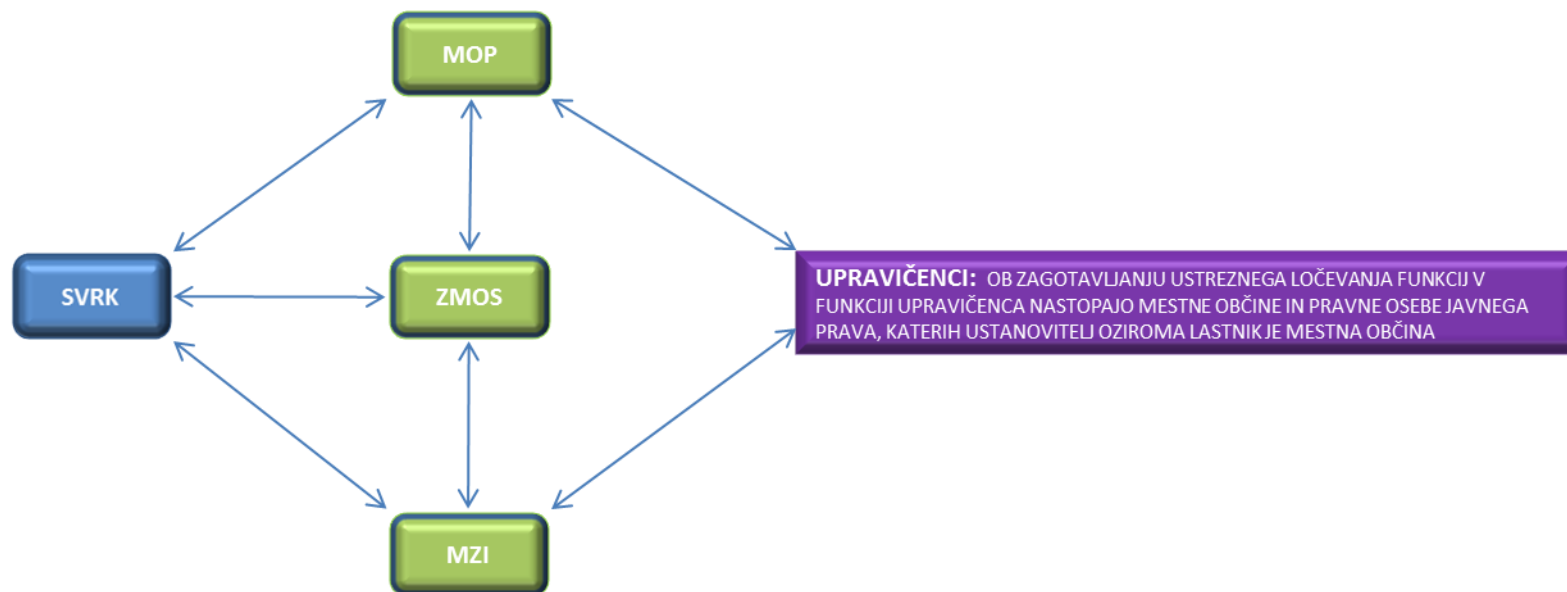 MOP
SVRK
ZMOS
UPRAVIČENCI: OB ZAGOTAVLJANJU USTREZNEGA LOČEVANJA FUNKCIJ V
FUNKCIJI UPRAVIČENCA NASTOPAJO MESTNE OBČINE IN PRAVNE OSEBE JAVNEGA
PRAVA, KATERIH USTANOVITELJ OZIROMA LASTNIK JE MESTNA OBČINA
MZI